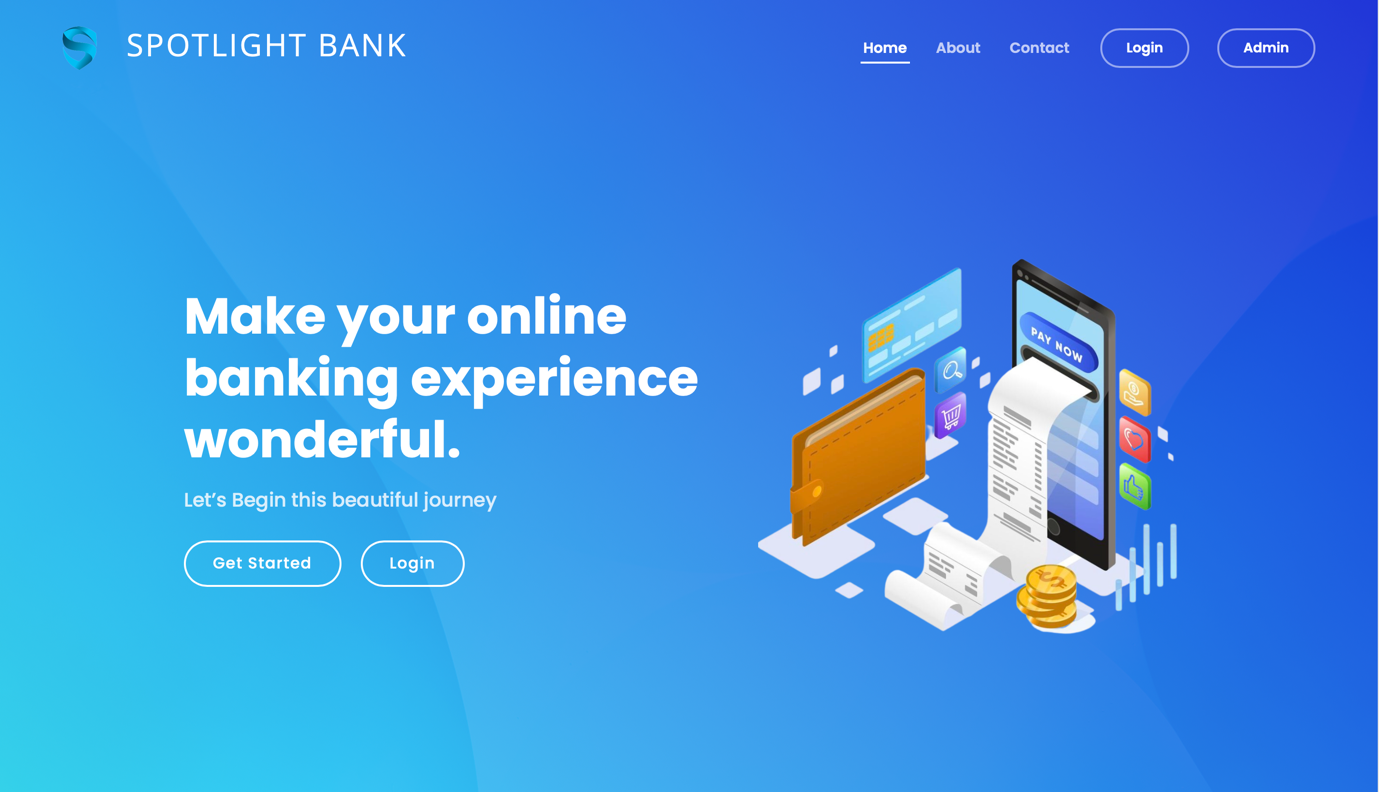 SPOTLIGHT BANK
Home About Contact Login Admin
Make your online
banking experience
wonderful.
Let’s Begin this beautiful journey
Get Started Login
PAY NOW